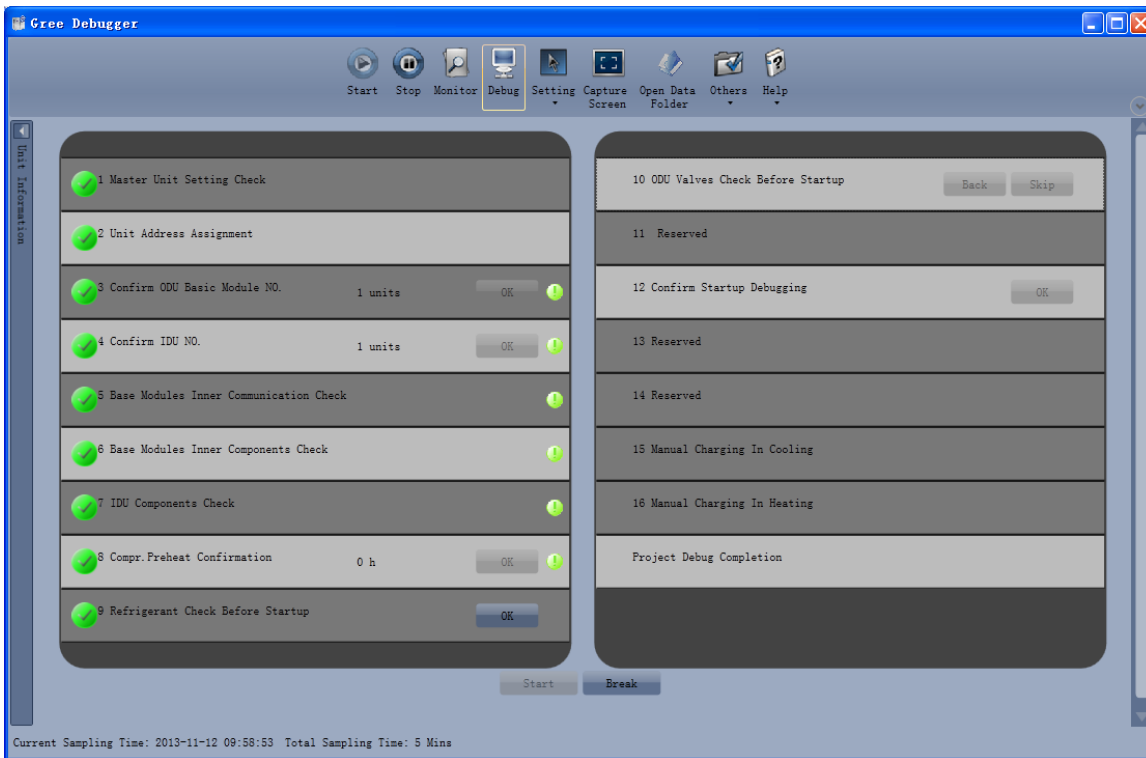 Gree Debugger
Start Stop Monitor Debug Setting Capture Screen Open Data Folder Others Help
Unit Information
1 Master Unit Setting Check
2 Unit Address Assignment
3 Confirm ODU Basic Module NO. 1 units OK
4 Confirm IDU NO. 1 units OK
5 Base Modules Inner Communication Check
6 Base Modules Inner Components Check
7 IDU Components Check
8 Compr.Preheat Confirmation 0 h OK
9 Refrigerant Check Before Startup OK
10 ODU Valves Check Before Startup Back Skip
11 Reserved
12 Confirm Startup Debugging OK
13 Reserved
14 Reserved
15 Manual Charging In Cooling
16 Manual Charging In Heating
Project Debug Completion
Start Break
Current Sampling Time: 2013-11-12 09:58:53 Total Sampling Time: 5 Mins